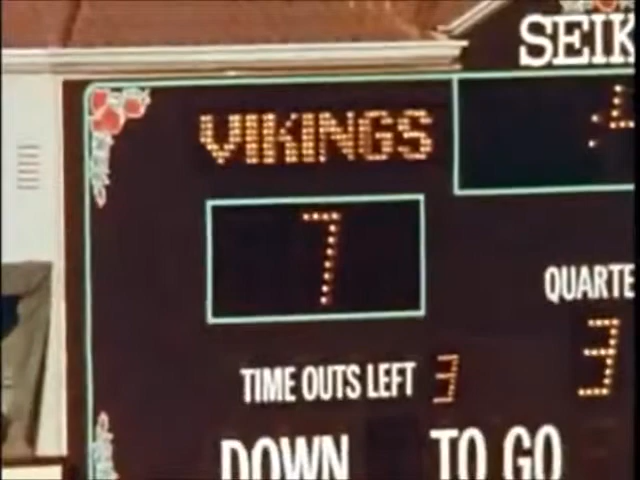 SEIK
VIKINGS
7
QUARTE
TIME OUTS LEFT 3
3
DOWN TO GO